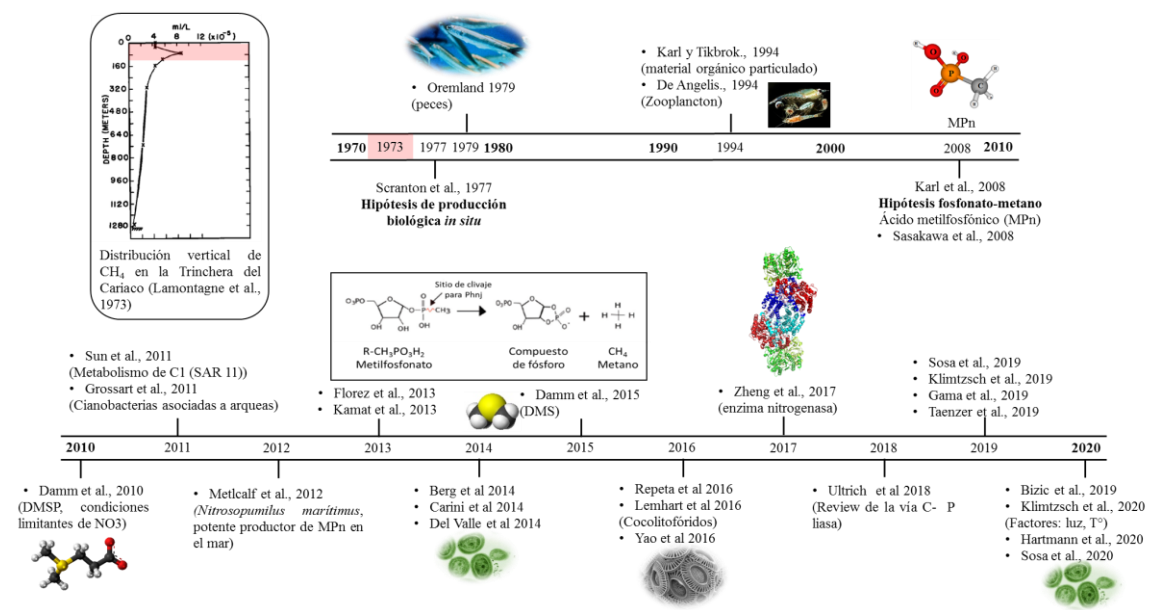 ml/L
0 4 8 12 (x10⁻⁵)
0
160
320
480
640
800
960
1120
1280
DEPTH (METERS)
Distribución vertical de
CH₄ en la Trinchera del
Cariaco (Lamontagne et al.,
1973)
• Oremland 1979
(peces)
• Karl y Tikbrok., 1994
(material orgánico particulado)
• De Angelis., 1994
(Zooplancton)
O
H
O
P
O
C
MPn
1970 1973 1977 1979 1980 1990 1994 2000 2008 2010
Scranton et al., 1977
Hipótesis de producción
biológica in situ
Karl et al., 2008
Hipótesis fosfonato-metano
Ácido metilfosfónico (MPn)
• Sasakawa et al., 2008
Sitio de clivaje
para Phnj
O₃PO
O
O
P
CH₃
OH
OH
OH
O₃PO
O
O
P
O
O
O⁻
OH
+
H
H C H
H
R-CH₃PO₃H₂
Metilfosfonato
Compuesto
de fósforo
CH₄
Metano
• Sun et al., 2011
(Metabolismo de C1 (SAR 11))
• Grossart et al., 2011
(Cianobacterias asociadas a arqueas)
• Florez et al., 2013
• Kamat et al., 2013
• Damm et al., 2015
(DMS)
• Zheng et al., 2017
(enzima nitrogenasa)
• Sosa et al., 2019
• Klimtzsch et al., 2019
• Gama et al., 2019
• Taenzer et al., 2019
2010 2011 2012 2013 2014 2015 2016 2017 2018 2019 2020
• Damm et al., 2010
(DMSP, condiciones
limitantes de NO3)
• Metlcalf et al., 2012
(Nitrosopumilus marítimus,
potente productor de MPn en
el mar)
• Berg et al 2014
• Carini et al 2014
• Del Valle et al 2014
• Repeta et al 2016
• Lemhart et al 2016
(Cocolitofóridos)
• Yao et al 2016
• Ultrich et al 2018
(Review de la vía C- P
liasa)
• Bizic et al., 2019
• Klimtzsch et al., 2020
(Factores: luz, T°)
• Hartmann et al., 2020
• Sosa et al., 2020